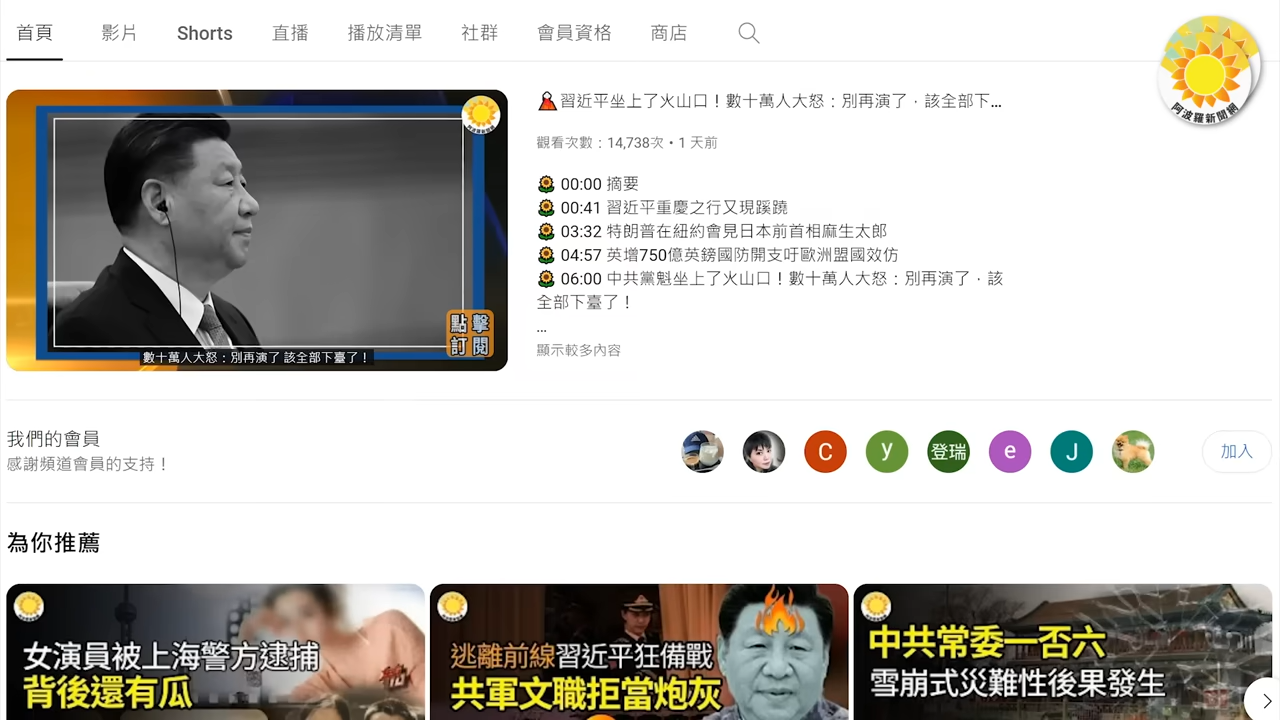 首頁 影片 Shorts 直播 播放清單 社群 會員資格 商店
阿波羅新聞網
習近平坐上了火山口！數十萬人大怒：別再演了，該全部下...
觀看次數：14,738次・1 天前
00:00 摘要
00:41 習近平重慶之行又現蹊蹺
03:32 特朗普在紐約會見日本前首相麻生太郎
04:57 英增750億英鎊國防開支吁歐洲盟國效仿
06:00 中共黨魁坐上了火山口！數十萬人大怒：別再演了，該
全部下臺了！
...
顯示較多內容
點擊
訂閱
數十萬人大怒：別再演了 該全部下臺了！
我們的會員
感謝頻道會員的支持！
C y 登瑞 e J
加入
為你推薦
女演員被上海警方逮捕
背後還有瓜
逃離前線習近平狂備戰
共軍文職拒當炮灰
中共常委一否六
雪崩式災難性後果發生